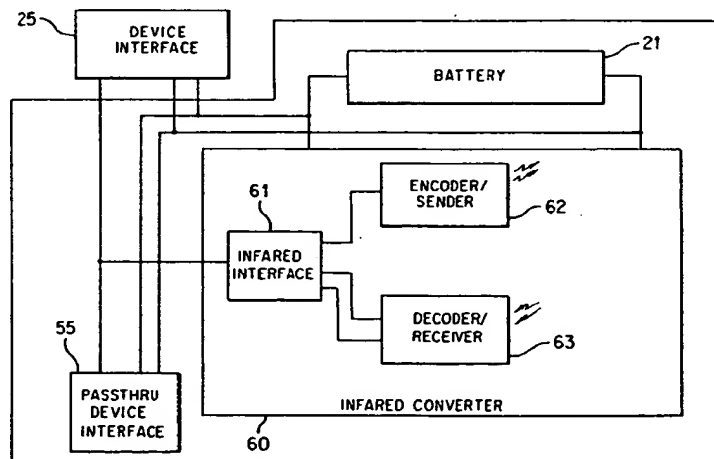 25
DEVICE
INTERFACE
21
BATTERY
61
ENCODER/
SENDER
62
INFARED
INTERFACE
DECODER/
RECEIVER
63
55
PASSTHRU
DEVICE
INTERFACE
INFARED CONVERTER
60